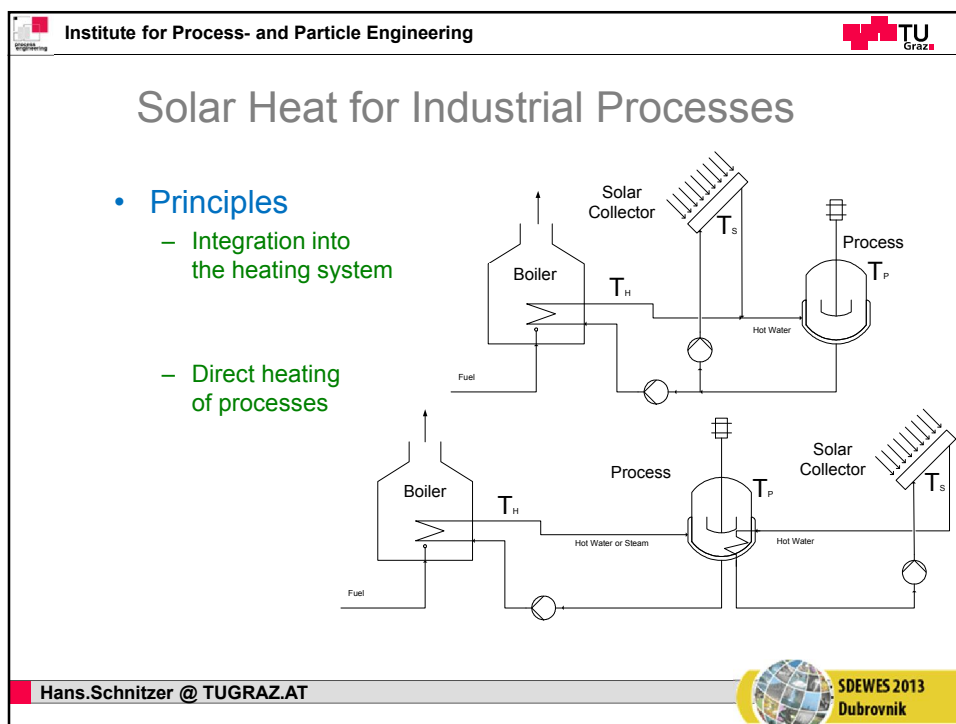 process
engineering
Institute for Process- and Particle Engineering
TU
Graz
Solar Heat for Industrial Processes
• Principles
– Integration into
the heating system
– Direct heating
of processes
Solar
Collector
T S
Process
T P
Boiler
T H
Hot Water
Fuel
Solar
Collector
T S
Process
T P
Boiler
T H
Hot Water or Steam
Hot Water
Fuel
Hans.Schnitzer @ TUGRAZ.AT
SDEWES 2013
Dubrovnik